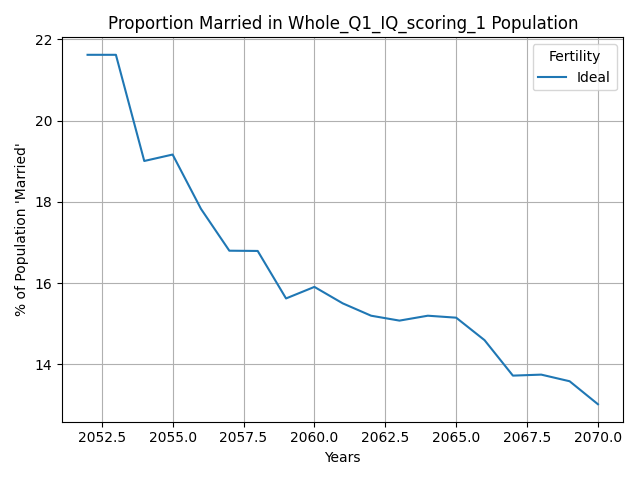 Proportion Married in Whole_Q1_IQ_scoring_1 Population
Fertility
Ideal
22
20
18
16
14
% of Population 'Married'
2052.5 2055.0 2057.5 2060.0 2062.5 2065.0 2067.5 2070.0
Years